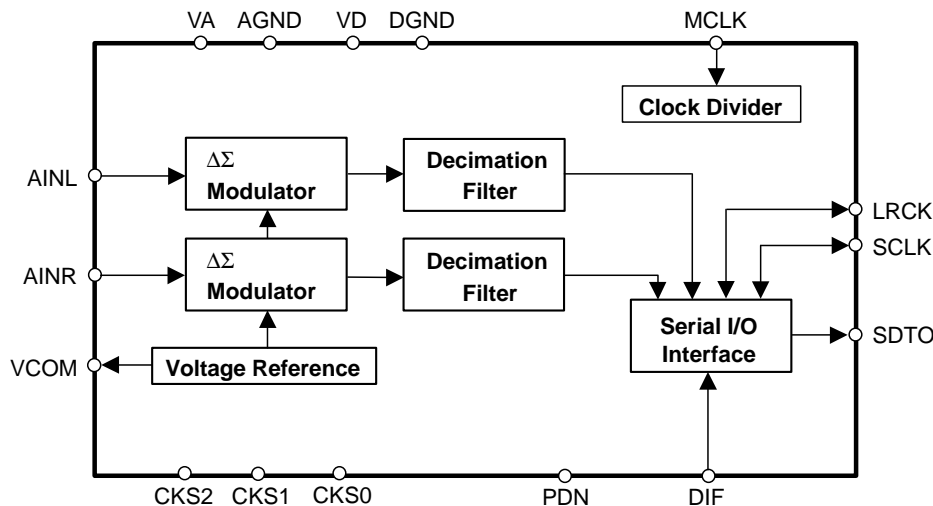 VA AGND VD DGND MCLK
Clock Divider
ΔΣ
Modulator
Decimation
Filter
AINL
LRCK
SCLK
ΔΣ
Modulator
Decimation
Filter
AINR
Serial I/O
Interface
SDTO
VCOM
Voltage Reference
CKS2 CKS1 CKS0 PDN DIF